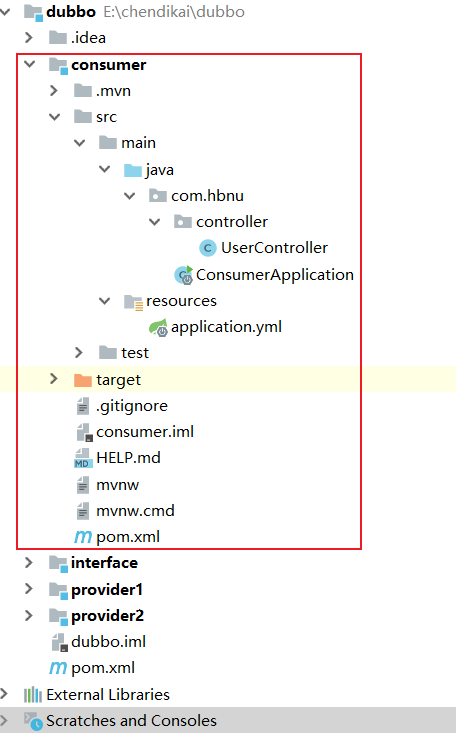 dubbo E:\chendikai\dubbo
.idea
consumer
.mvn
src
main
java
com.hbnu
controller
C UserController
ConsumerApplication
resources
application.yml
test
target
.gitignore
consumer.iml
MD HELP.md
mvnw
mvnw.cmd
m pom.xml
interface
provider1
provider2
dubbo.iml
m pom.xml
External Libraries
Scratches and Consoles